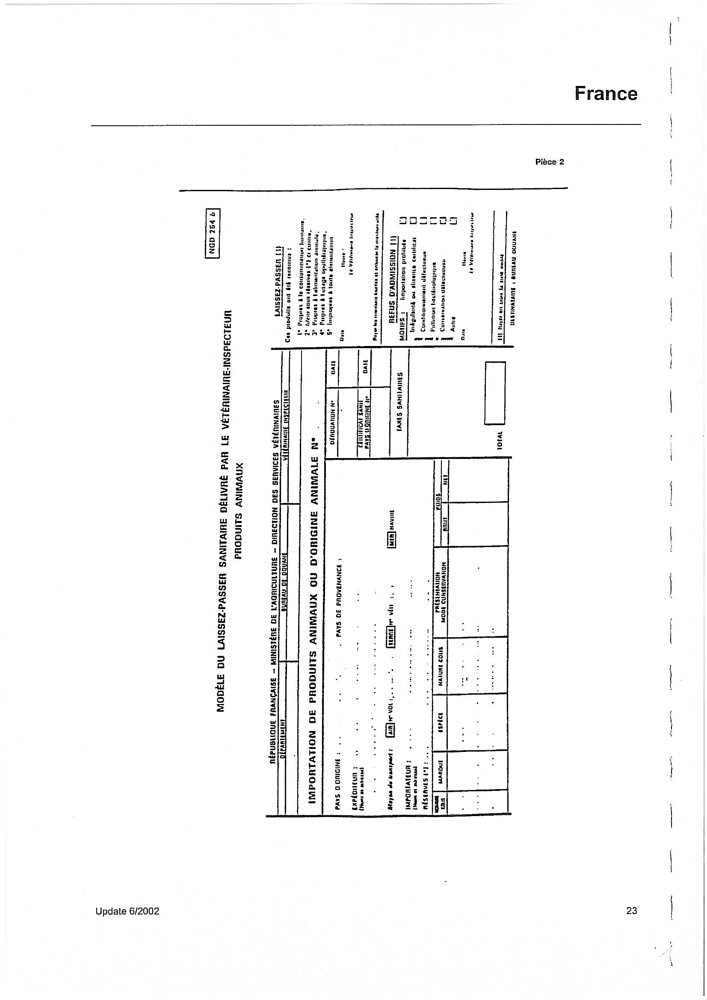 France
Pièce 2
NGD 264 b
MODÈLE DU LAISSEZ-PASSER SANITAIRE DÉLIVRÉ PAR LE VÉTÉRINAIRE-INSPECTEUR
PRODUITS ANIMAUX
RÉPUBLIQUE FRANÇAISE – MINISTÈRE DE L'AGRICULTURE – DIRECTION DES SERVICES VÉTÉRINAIRES
DÉPARTEMENT
BUREAU DE DOUANE
VÉTÉRINAIRE INSPECTEUR
IMPORTATION DE PRODUITS ANIMAUX OU D'ORIGINE ANIMALE N°
PAYS D'ORIGINE :
PAYS DE PROVENANCE :
EXPÉDITEUR :
(Nom et adresse)
Moyen de transport :
AIR N° VOL :
TERRE N° VÉH :
MER NAVIRE
IMPORTATEUR :
(Nom et adresse)
RÉSERVES (*) :
NOMBRE COLIS
MARQUE
ESPÈCE
NATURE COLIS
PRÉSENTATION
MODE CONSERVATION
POIDS
BRUT
NET
DÉROGATION N°
DATE
CERTIFICAT SANIT
PAYS D'ORIGINE N°
DATE
TAXES SANITAIRES
TOTAL
LAISSEZ-PASSER (1)
Ces produits ont été reconnus :
1° Propres à la consommation humaine.
2° Idem sous réserves (*) ci contre.
3° Propres à l'alimentation animale.
4° Propres à usage opothérapique.
5° Impropres à toute alimentation
Date
Heure :
Le Vétérinaire Inspecteur
Rayer les mentions
REFUS D'ADMISSION (1)
MOTIFS :
Importation prohibée
Irrégularité ou absence certificat
Conditionnement défectueux
Pollution bactériologique
Conservation défectueuse
Autre
Date
Heure
Le Vétérinaire Inspecteur
(1) Rayer
DESTINATAIRE : BUREAU DOUANE
Update 6/2002
23